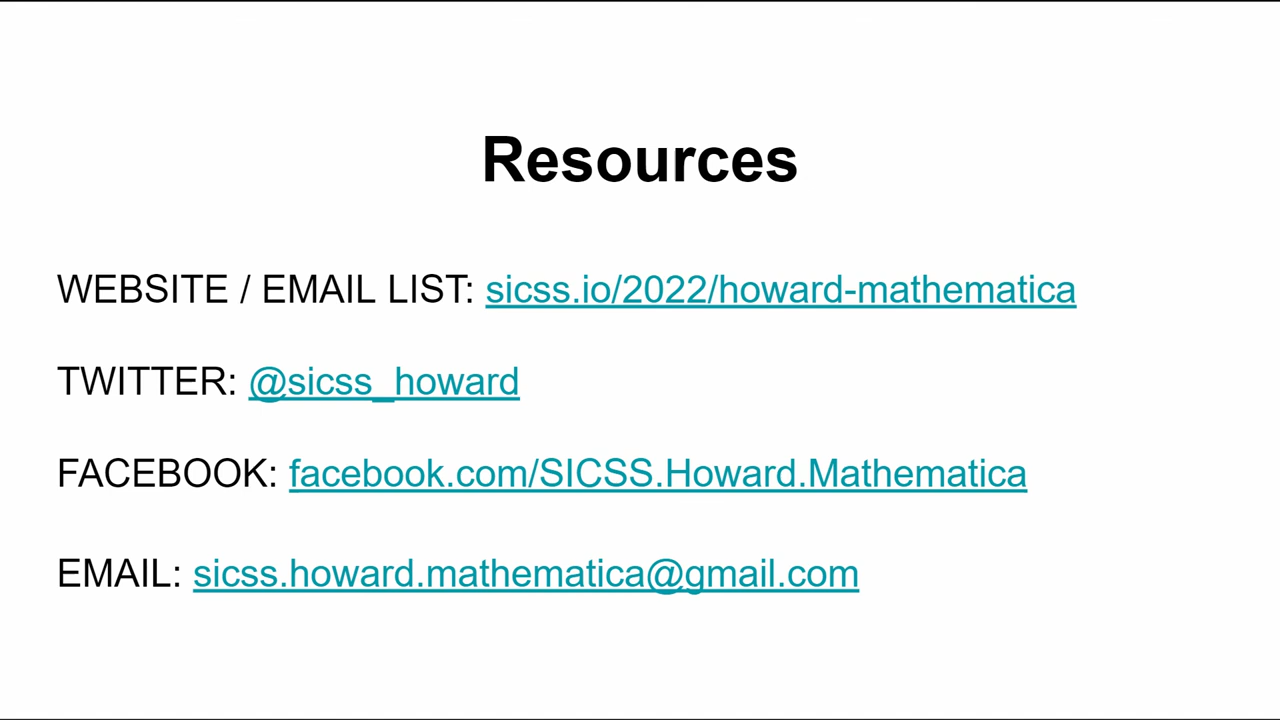 Resources
WEBSITE / EMAIL LIST: sicss.io/2022/howard-mathematica
TWITTER: @sicss_howard
FACEBOOK: facebook.com/SICSS.Howard.Mathematica
EMAIL: sicss.howard.mathematica@gmail.com